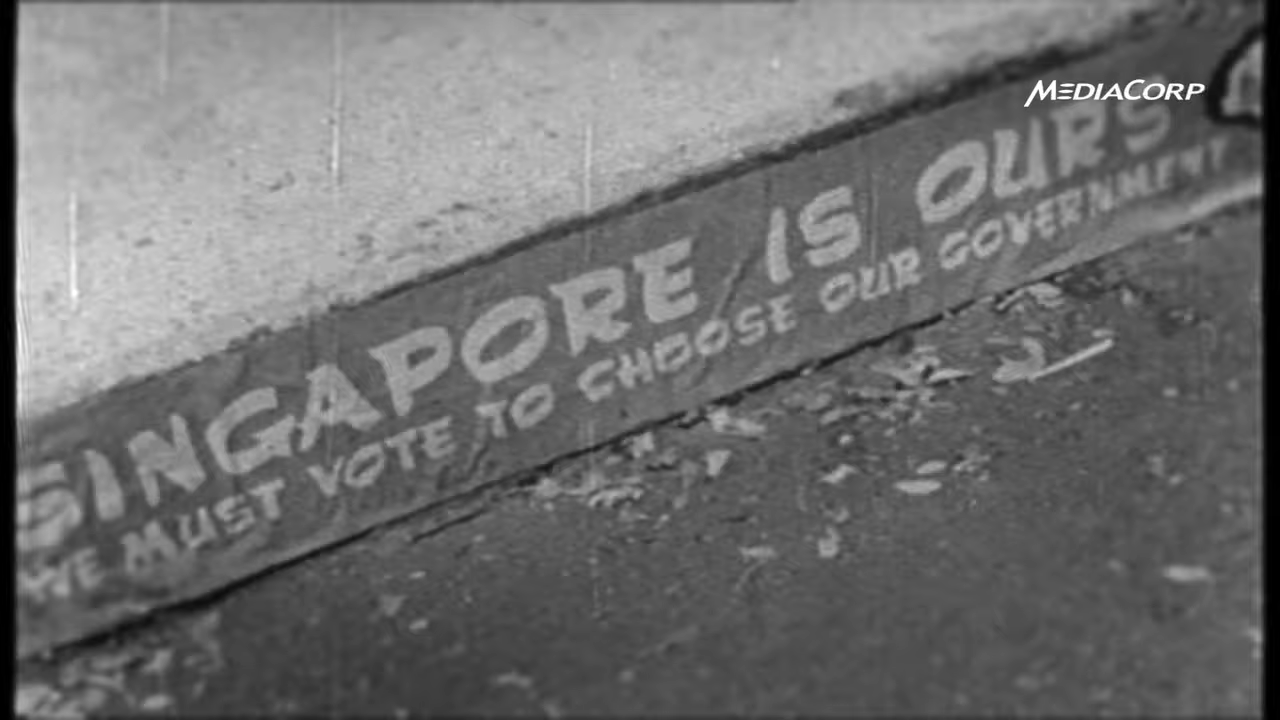 MEDIACORP
SINGAPORE IS OURS
WE MUST VOTE TO CHOOSE OUR GOVERNMENT